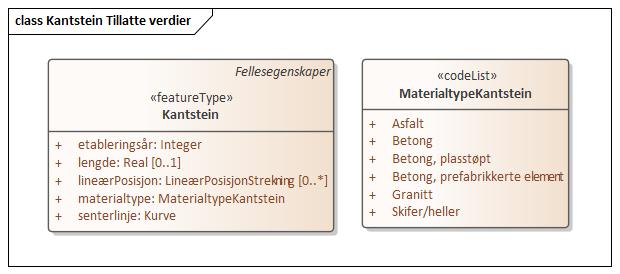 class Kantstein Tillatte verdier
Fellesegenskaper
«featureType»
Kantstein
+ etableringsår: Integer
+ lengde: Real [0..1]
+ lineærPosisjon: LineærPosisjonStrekning [0..*]
+ materialtype: MaterialtypeKantstein
+ senterlinje: Kurve
«codeList»
MaterialtypeKantstein
+ Asfalt
+ Betong
+ Betong, plasstøpt
+ Betong, prefabrikkerte element
+ Granitt
+ Skifer/heller